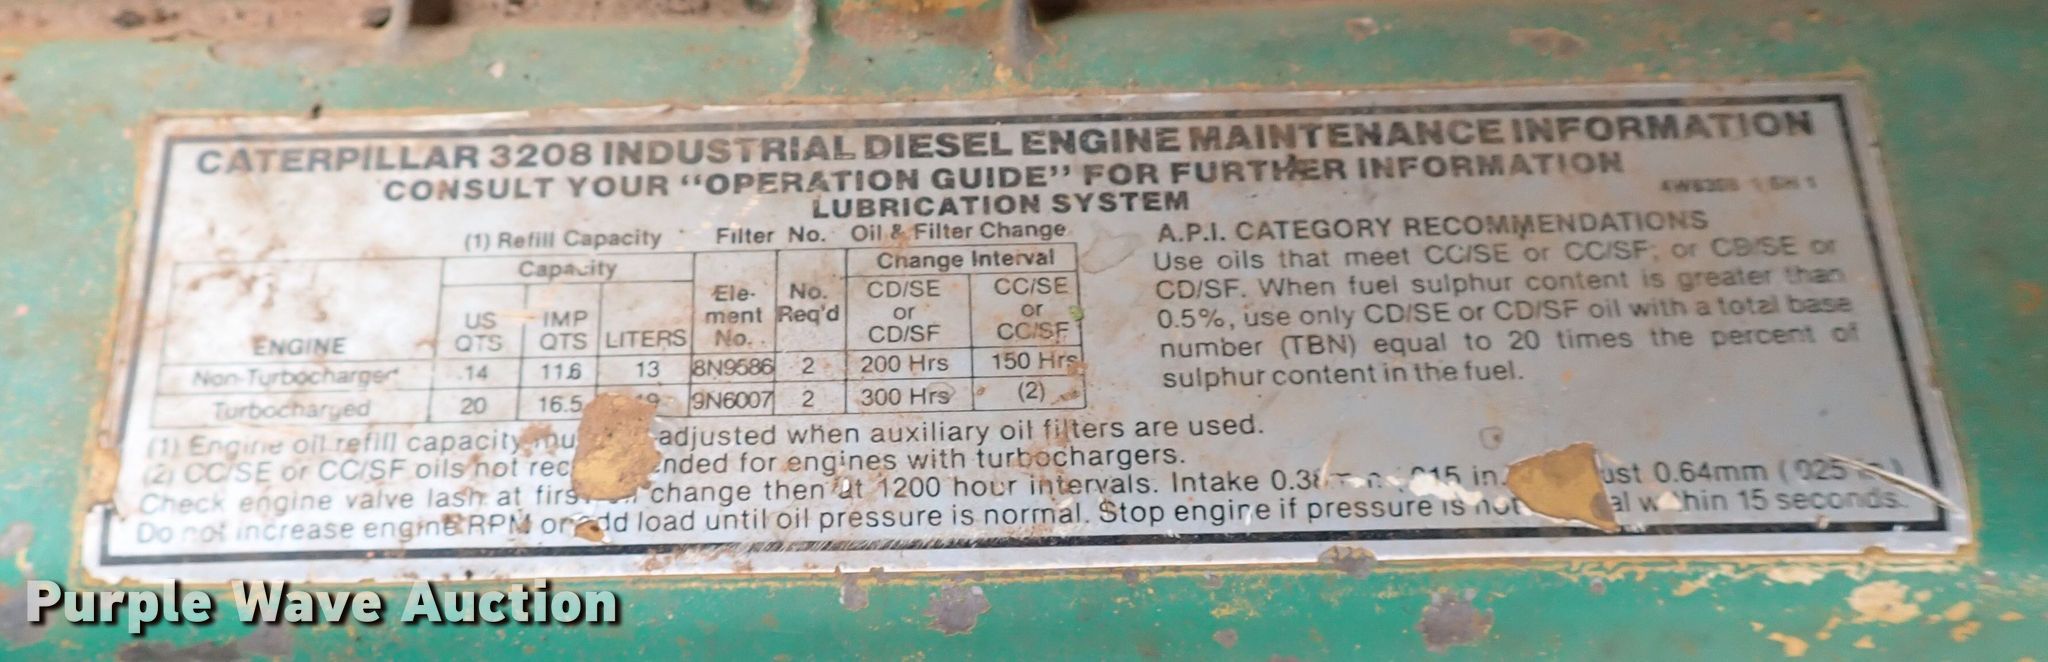 CATERPILLAR 3208 INDUSTRIAL DIESEL ENGINE MAINTENANCE INFORMATION
CONSULT YOUR "OPERATION GUIDE" FOR FURTHER INFORMATION
LUBRICATION SYSTEM
(1) Refill Capacity Filter No. Oil & Filter Change
Capacity Change Interval
ENGINE US QTS IMP QTS LITERS Ele-ment No. No. Req'd CD/SE or CD/SF CC/SE or CC/SF
Non-Turbocharged 14 11.6 13 8N9586 2 200 Hrs 150 Hrs
Turbocharged 20 16.5 19 9N6007 2 300 Hrs (2)
A.P.I. CATEGORY RECOMMENDATIONS
Use oils that meet CC/SE or CC/SF; or CD/SE or
CD/SF. When fuel sulphur content is greater than
0.5%, use only CD/SE or CD/SF oil with a total base
number (TBN) equal to 20 times the percent of
sulphur content in the fuel.
(1) Engine oil refill capacity adjusted when auxiliary oil filters are used.
(2) CC/SE or CC/SF oils not for engines with turbochargers.
Check engine valve lash at first change then at 1200 hour intervals. Intake in. 0.64mm (.025 in.)
Do not increase engine RPM or add load until oil pressure is normal. Stop engine if pressure is not within 15 seconds.
Purple Wave Auction